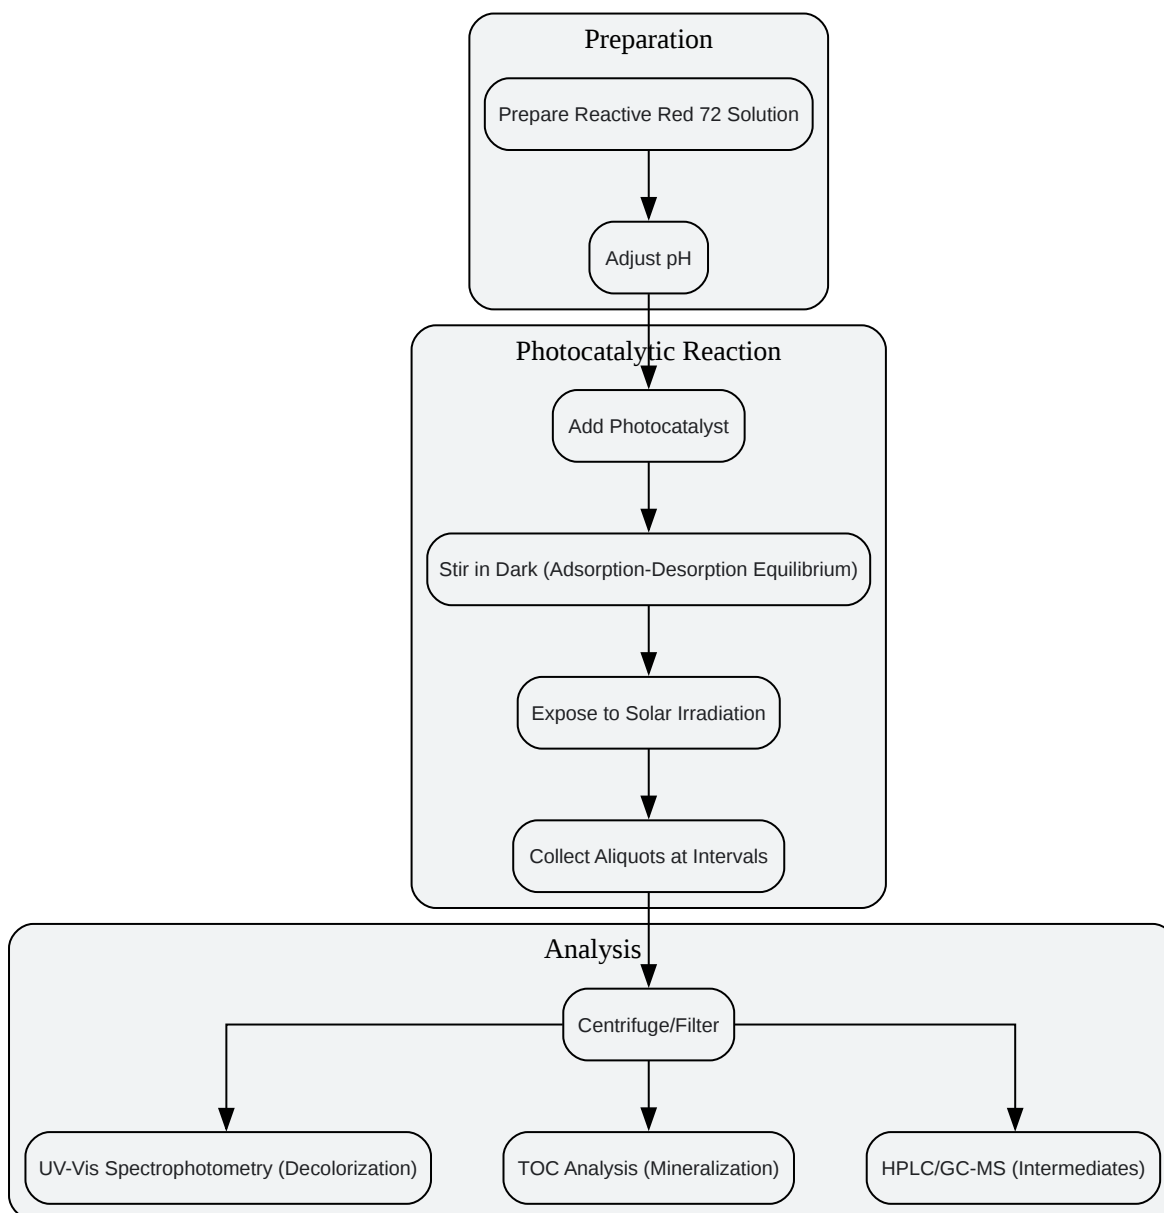 Preparation
Prepare Reactive Red 72 Solution
Adjust pH
Photocatalytic Reaction
Add Photocatalyst
Stir in Dark (Adsorption-Desorption Equilibrium)
Expose to Solar Irradiation
Collect Aliquots at Intervals
Analysis
Centrifuge/Filter
UV-Vis Spectrophotometry (Decolorization)
TOC Analysis (Mineralization)
HPLC/GC-MS (Intermediates)